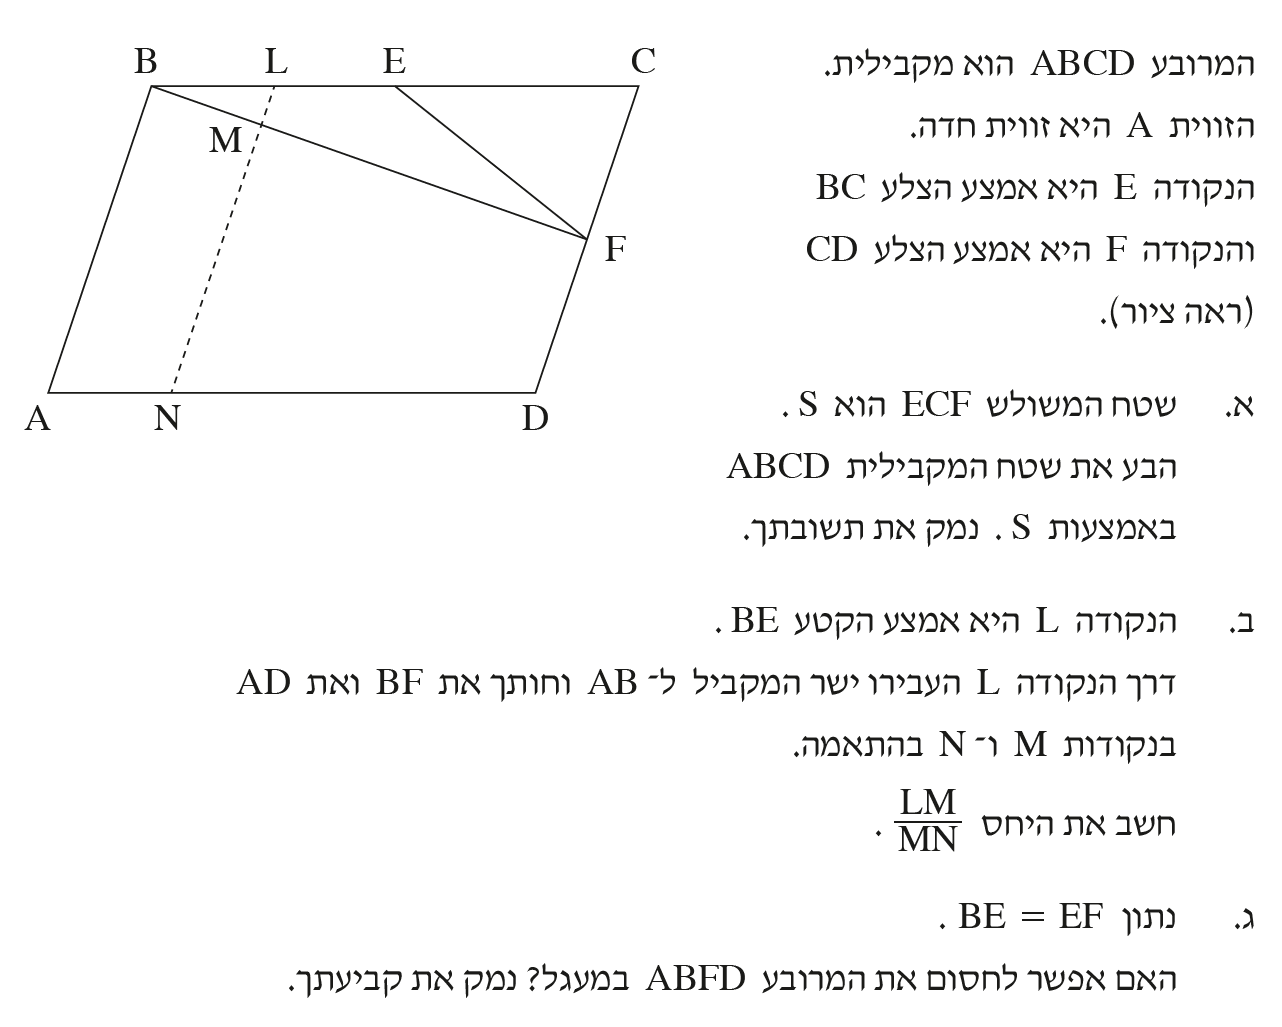 B L E C
M
F
A N D
המרובע ABCD הוא מקבילית.
הזווית A היא זווית חדה.
הנקודה E היא אמצע הצלע BC
והנקודה F היא אמצע הצלע CD
(ראה ציור).
א. שטח המשולש ECF הוא S .
הבע את שטח המקבילית ABCD
באמצעות S . נמק את תשובתך.
ב. הנקודה L היא אמצע הקטע BE .
דרך הנקודה L העבירו ישר המקביל ל־ AB וחותך את BF ואת AD
בנקודות M ו־ N בהתאמה.
חשב את היחס LM/MN .
ג. נתון BE = EF .
האם אפשר לחסום את המרובע ABFD במעגל? נמק את קביעתך.